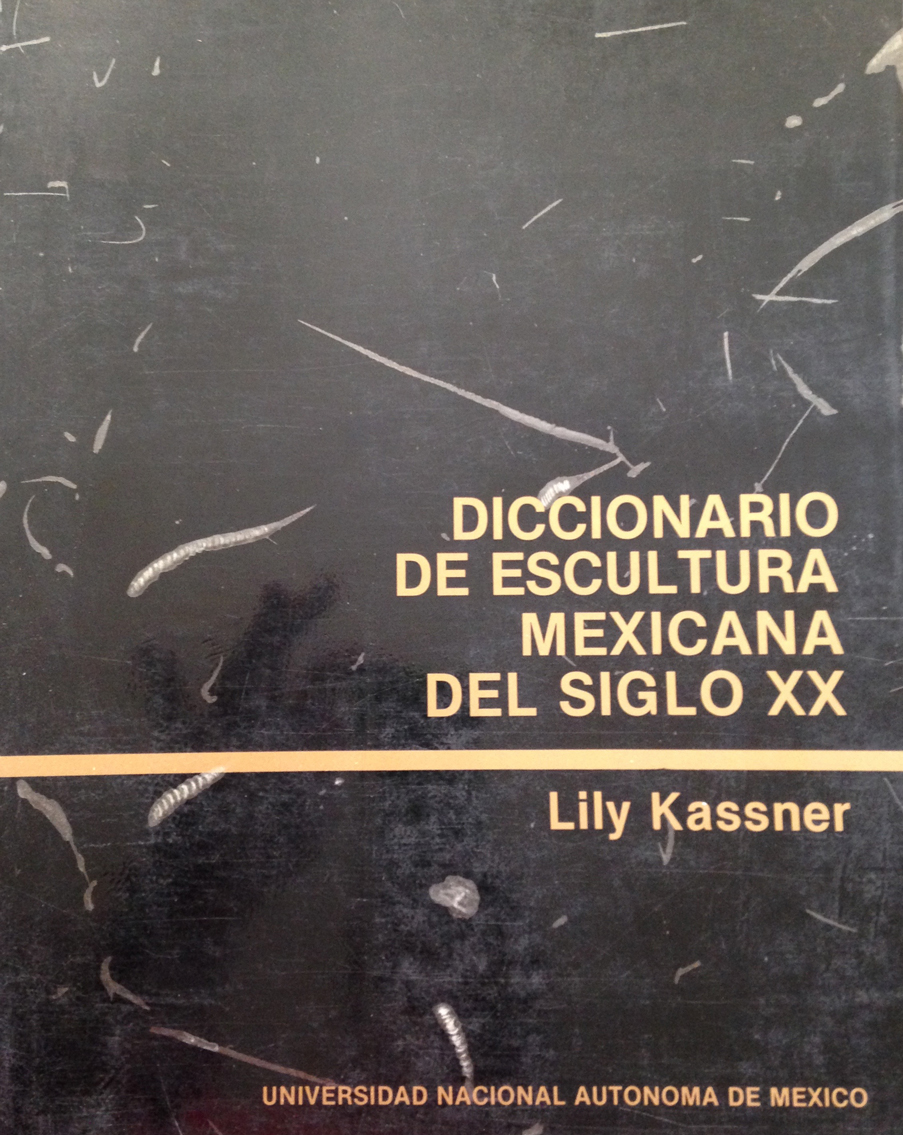 DICCIONARIO
DE ESCULTURA
MEXICANA
DEL SIGLO XX
Lily Kassner
UNIVERSIDAD NACIONAL AUTONOMA DE MEXICO